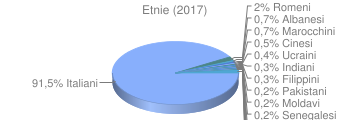 Etnie (2017)
2% Romeni
0,7% Albanesi
0,7% Marocchini
0,5% Cinesi
0,4% Ucraini
0,3% Indiani
0,3% Filippini
0,2% Pakistani
0,2% Moldavi
0,2% Senegalesi
91,5% Italiani